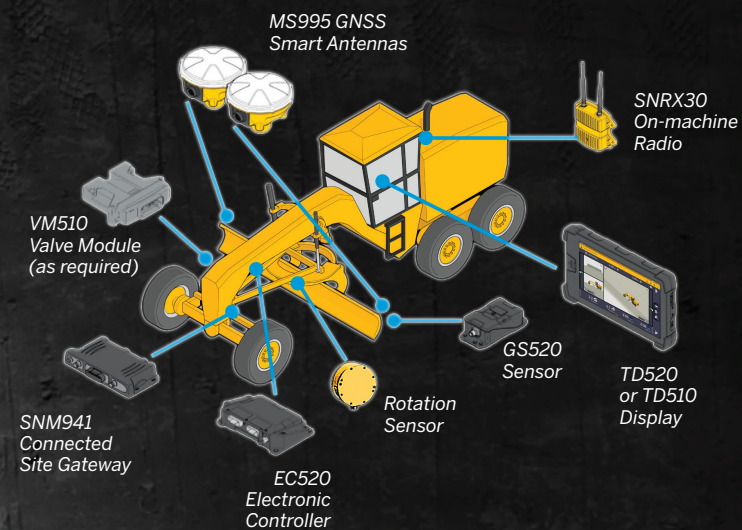 MS995 GNSS
Smart Antennas
SNRX30
On-machine
Radio
VM510
Valve Module
(as required)
GS520
Sensor
TD520
or TD510
Display
Rotation
Sensor
SNM941
Connected
Site Gateway
EC520
Electronic
Controller